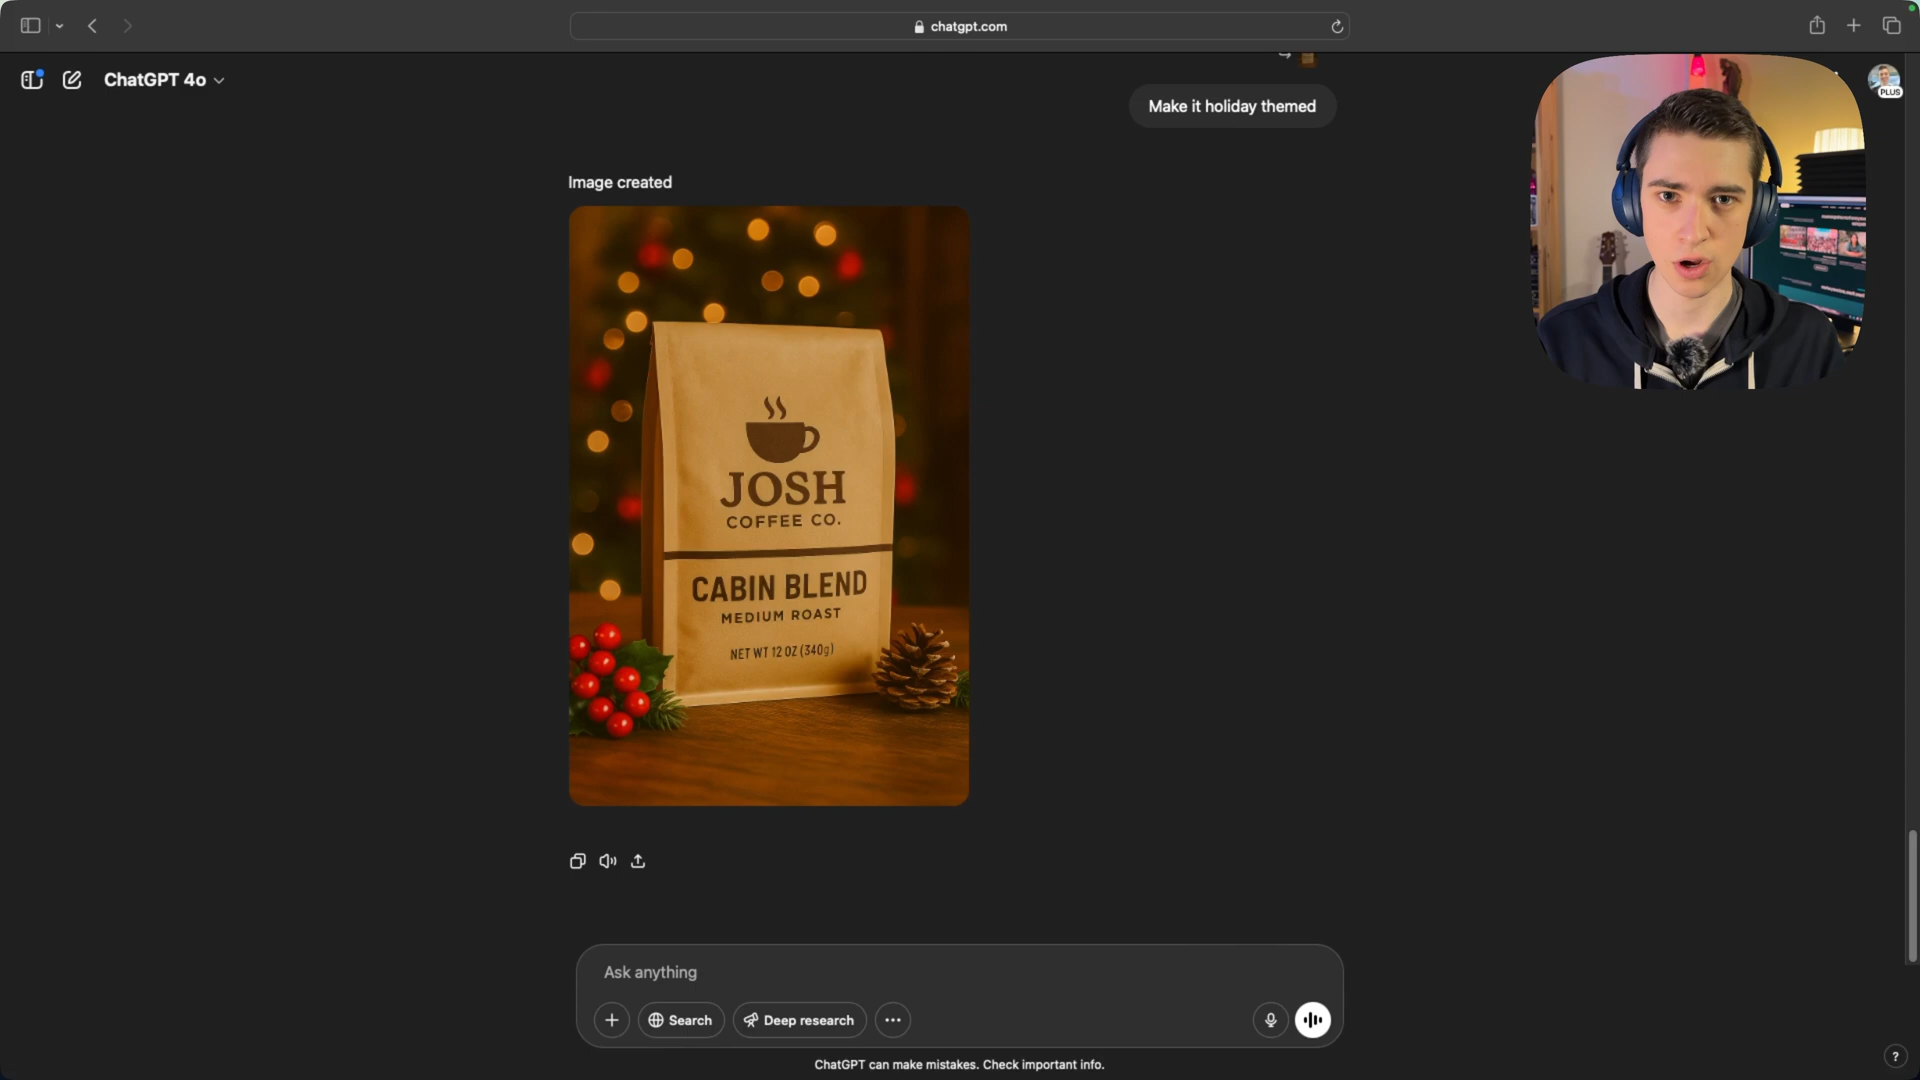 chatgpt.com
ChatGPT 4o
PLUS
Make it holiday themed
Image created
JOSH
COFFEE CO.
CABIN BLEND
MEDIUM ROAST
NET WT 12 OZ (340g)
Ask anything
Search
Deep research
ChatGPT can make mistakes. Check important info.
?